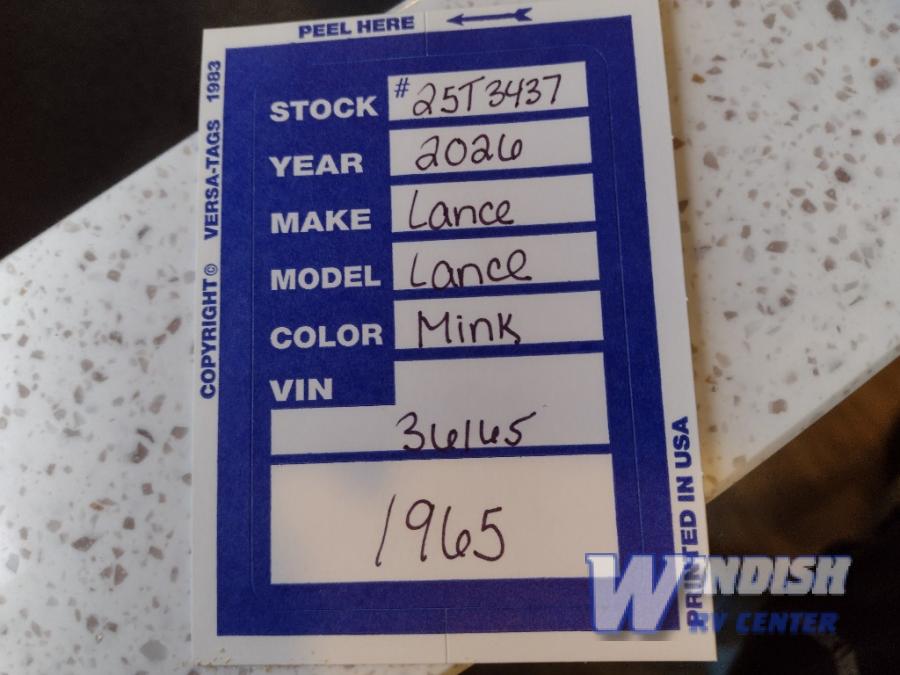 PEEL HERE
COPYRIGHT © VERSA-TAGS 1983
STOCK #25T3437
YEAR 2026
MAKE Lance
MODEL Lance
COLOR Mink
VIN
36165
1965
PRINTED IN USA
WINDISH
RV CENTER